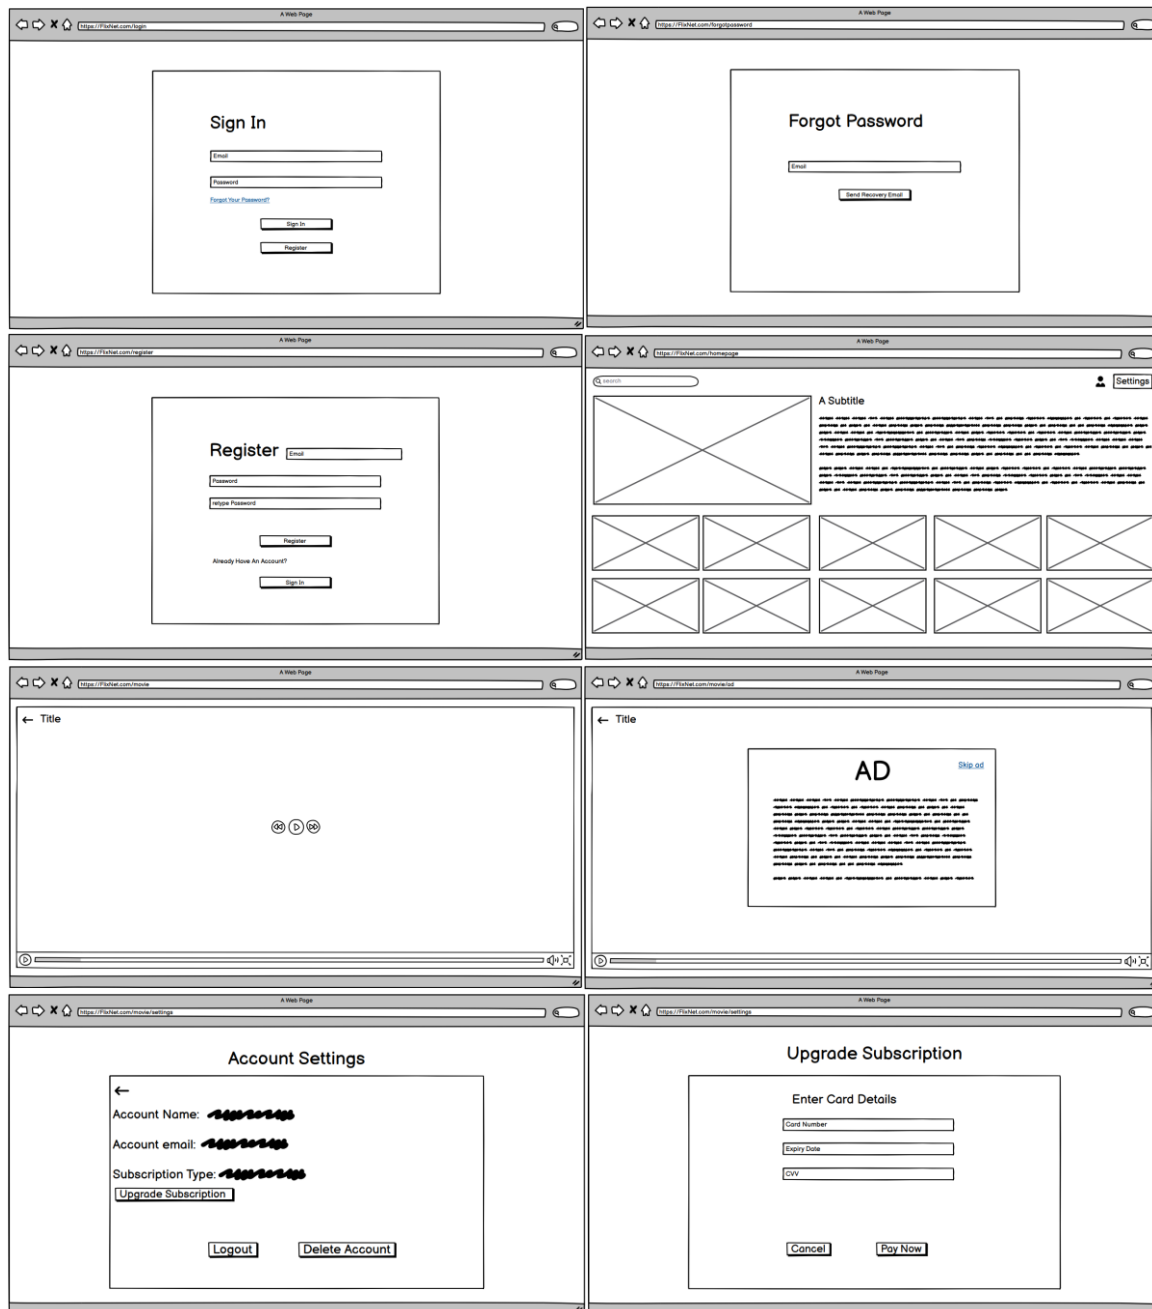 A Web Page
https://FlixNet.com/login
Sign In
Email
Password
Forgot Your Password?
Sign In
Register
A Web Page
https://FlixNet.com/forgotpassword
Forgot Password
Email
Send Recovery Email
A Web Page
https://FlixNet.com/register
Register
Email
Password
retype Password
Register
Already Have An Account?
Sign In
A Web Page
https://FlixNet.com/homepage
search
Settings
A Subtitle
A Web Page
https://FlixNet.com/movie
Title
A Web Page
https://FlixNet.com/movie/ad
Title
AD
Skip ad
A Web Page
https://FlixNet.com/movie/settings
Account Settings
Account Name:
Account email:
Subscription Type:
Upgrade Subscription
Logout
Delete Account
A Web Page
https://FlixNet.com/movie/settings
Upgrade Subscription
Enter Card Details
Card Number
Expiry Date
CVV
Cancel
Pay Now